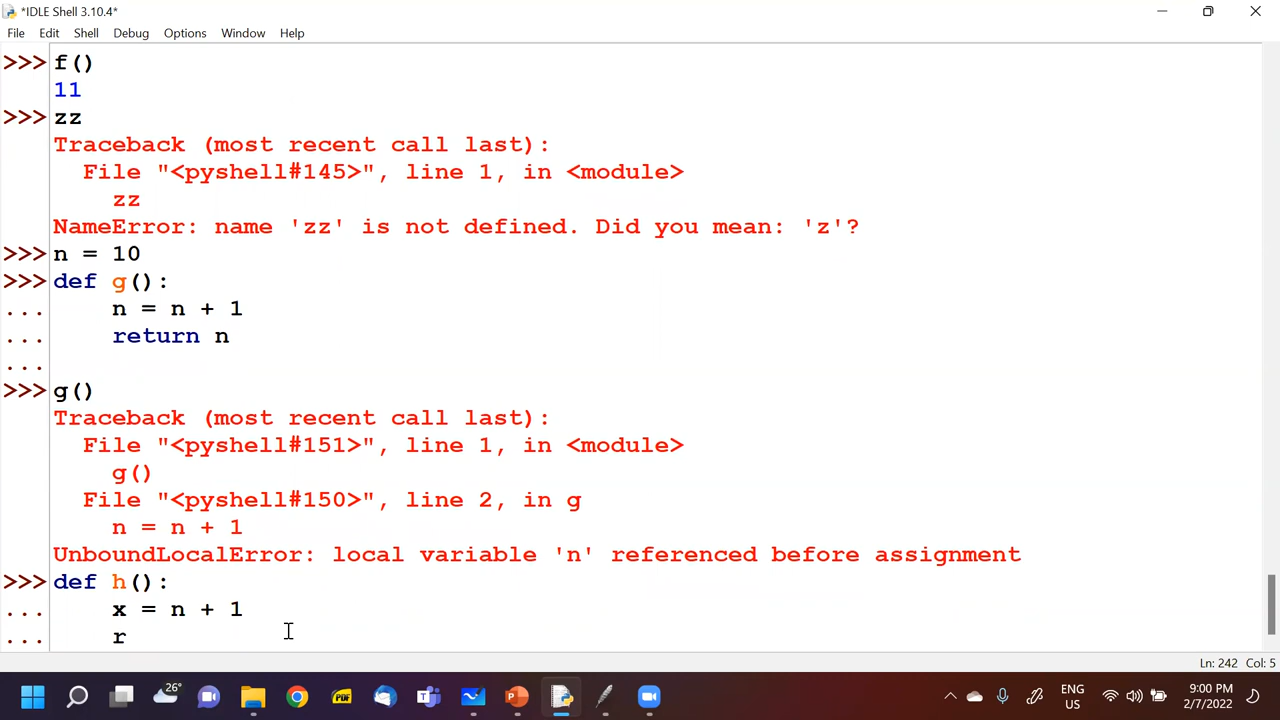 *IDLE Shell 3.10.4*
File Edit Shell Debug Options Window Help
>>> f()
11
>>> zz
Traceback (most recent call last):
  File "<pyshell#145>", line 1, in <module>
    zz
NameError: name 'zz' is not defined. Did you mean: 'z'?
>>> n = 10
>>> def g():
...     n = n + 1
...     return n
...
>>> g()
Traceback (most recent call last):
  File "<pyshell#151>", line 1, in <module>
    g()
  File "<pyshell#150>", line 2, in g
    n = n + 1
UnboundLocalError: local variable 'n' referenced before assignment
>>> def h():
...     x = n + 1
...     r
Ln: 242 Col: 5
26°
PDF
ENG
US
9:00 PM
2/7/2022